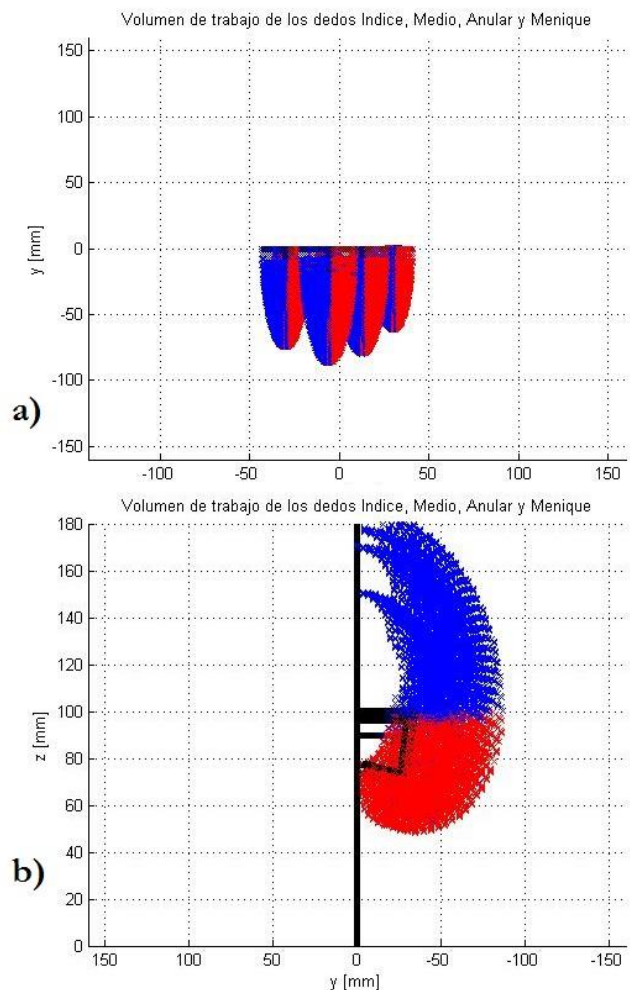 Volumen de trabajo de los dedos Indice, Medio, Anular y Menique
150
100
50
0
-50
-100
-150
y [mm]
a)
-100 -50 0 50 100 150
Volumen de trabajo de los dedos Indice, Medio, Anular y Menique
180
160
140
120
100
80
60
40
20
0
z [mm]
b)
150 100 50 0 -50 -100 -150
y [mm]